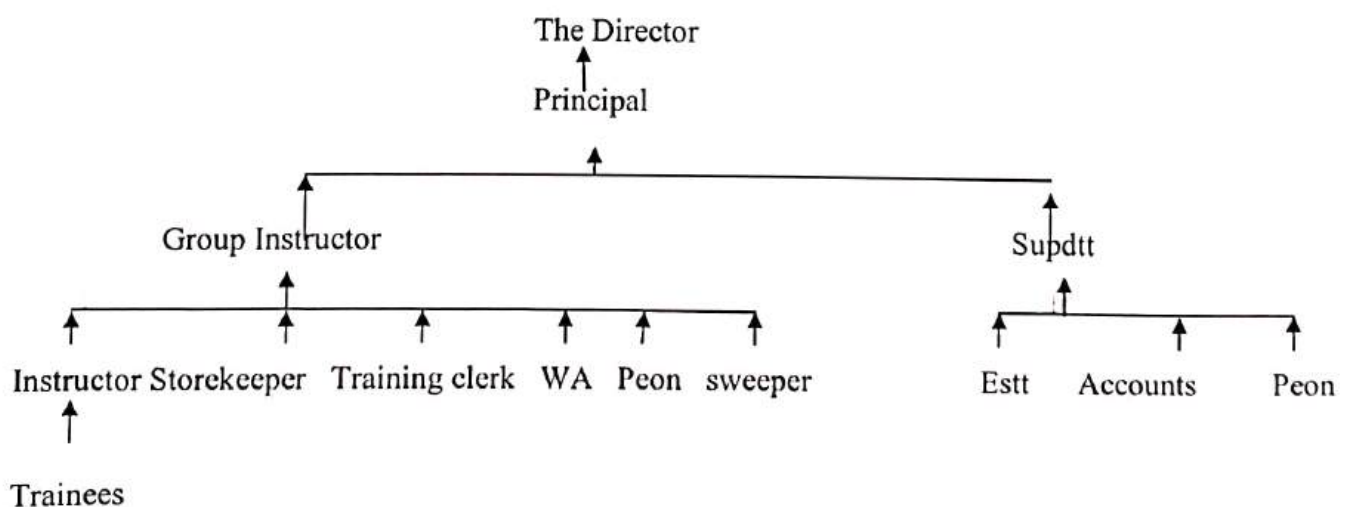 The Director
Principal
Group Instructor Supdtt
Instructor Storekeeper Training clerk WA Peon sweeper Estt Accounts Peon
Trainees